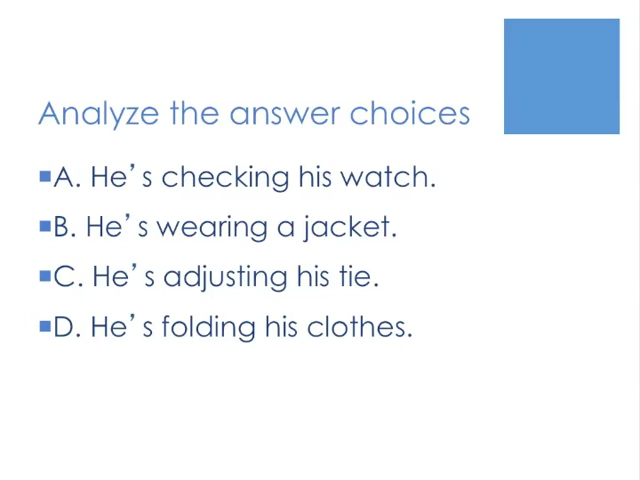 Analyze the answer choices
A. He’s checking his watch.
B. He’s wearing a jacket.
C. He’s adjusting his tie.
D. He’s folding his clothes.